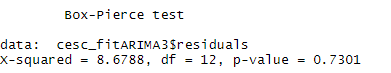 Box-Pierce test
data:  cesc_fitARIMA3$residuals
X-squared = 8.6788, df = 12, p-value = 0.7301